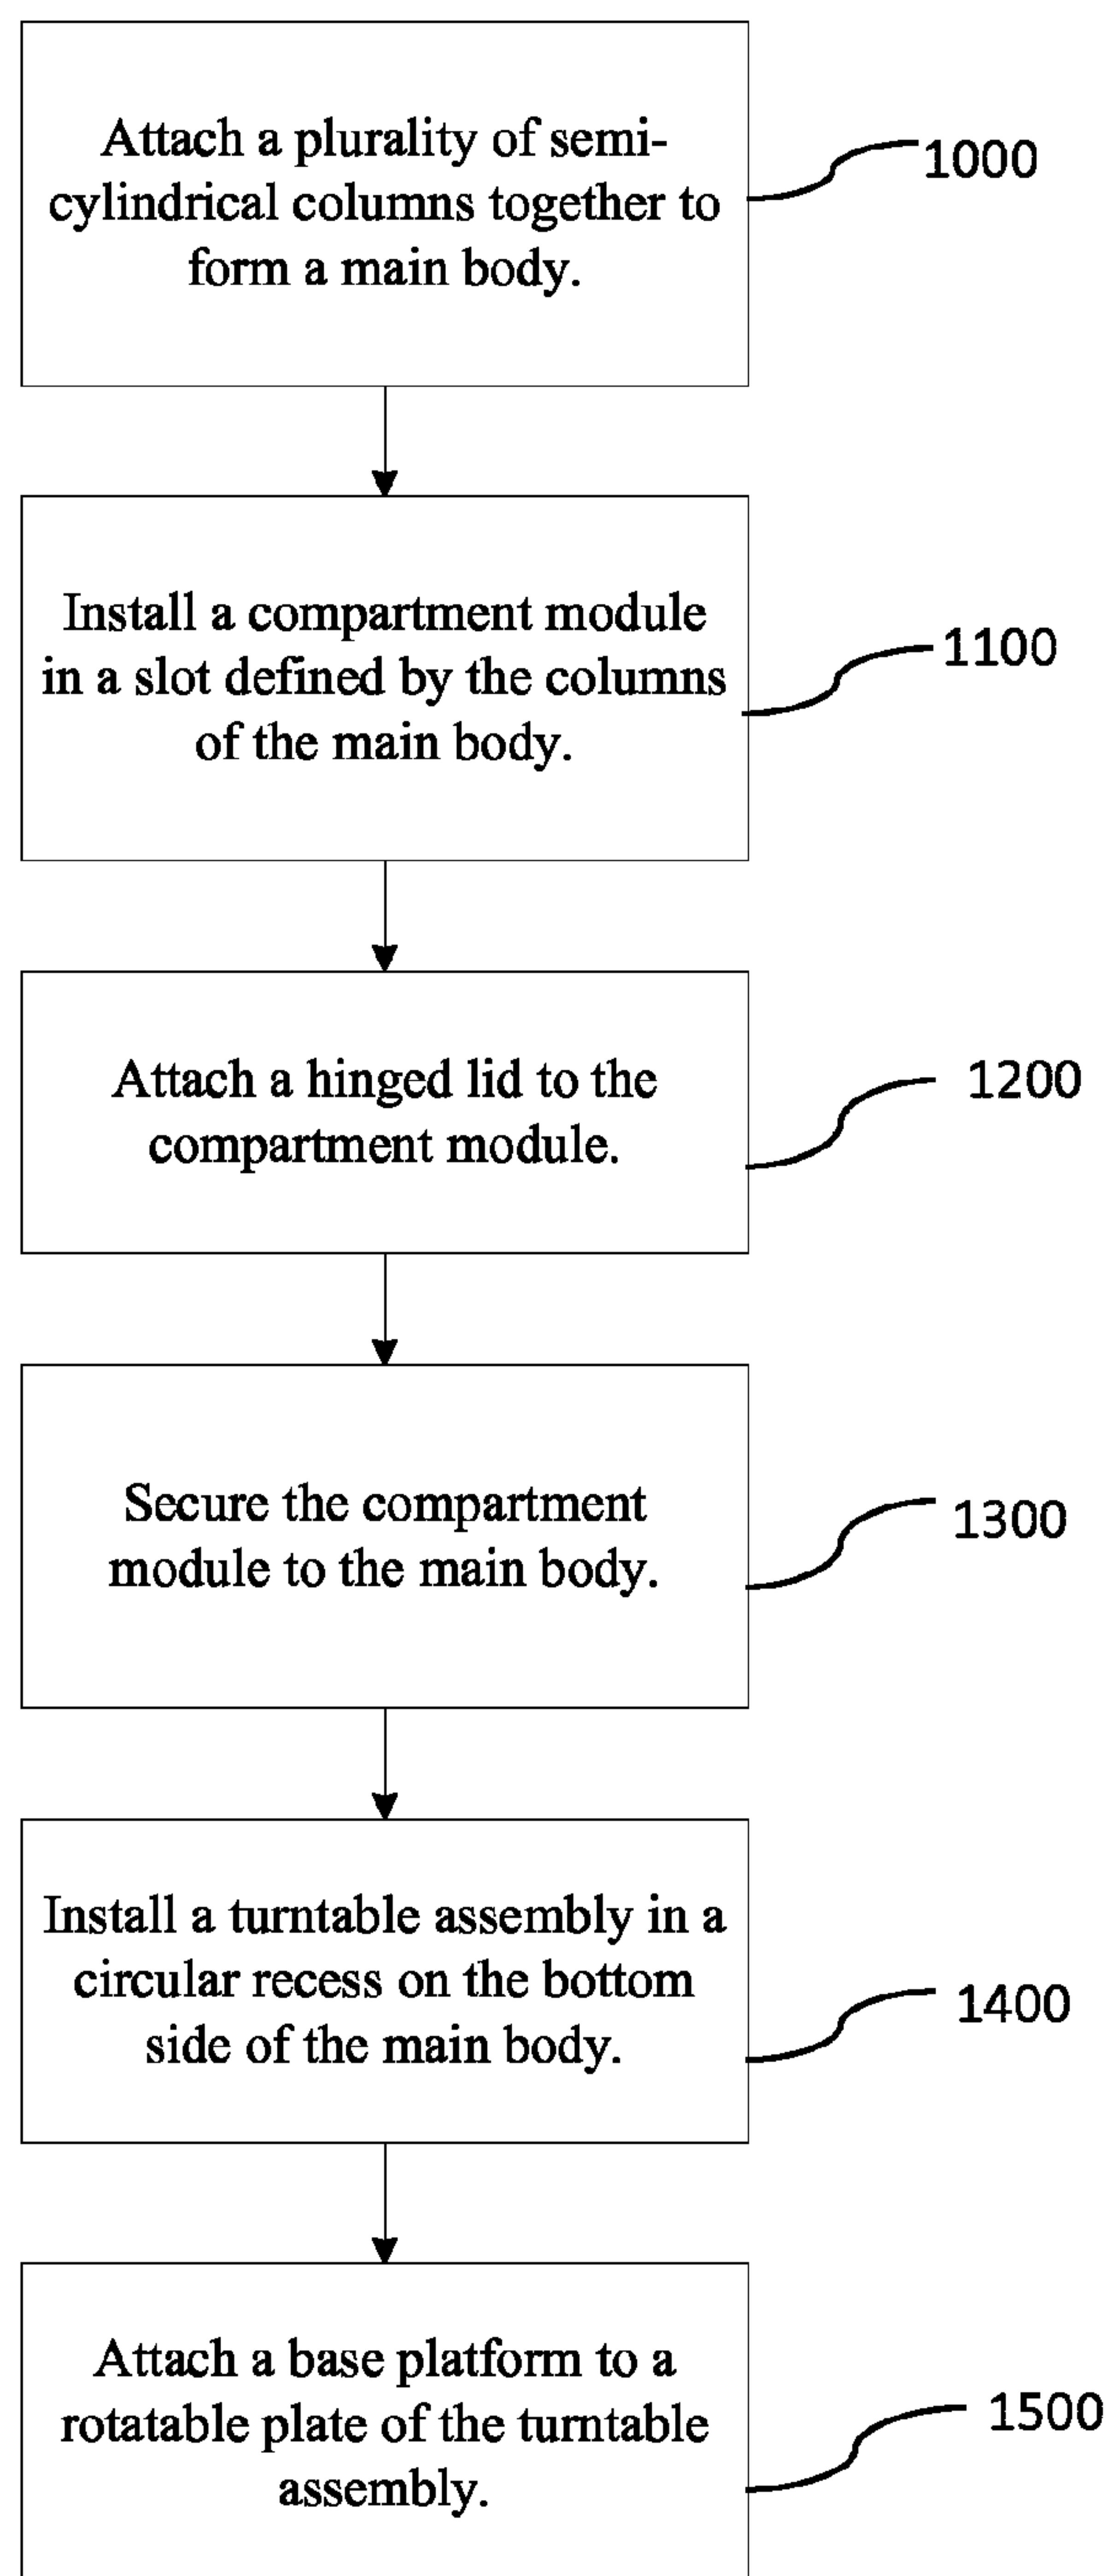 Attach a plurality of semi-
cylindrical columns together to
form a main body.
1000
Install a compartment module
in a slot defined by the columns
of the main body.
1100
Attach a hinged lid to the
compartment module.
1200
Secure the compartment
module to the main body.
1300
Install a turntable assembly in a
circular recess on the bottom
side of the main body.
1400
Attach a base platform to a
rotatable plate of the turntable
assembly.
1500